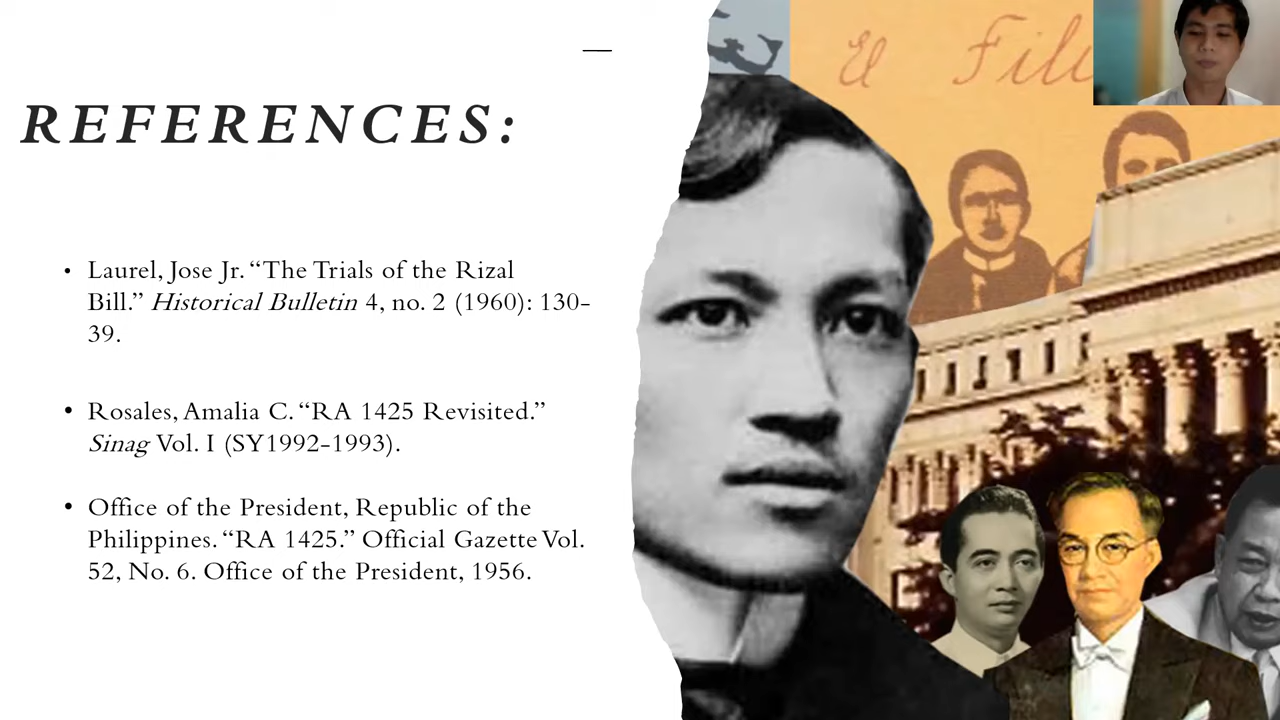 El Fili
REFERENCES:
• Laurel, Jose Jr. “The Trials of the Rizal
Bill.” Historical Bulletin 4, no. 2 (1960): 130-
39.
• Rosales, Amalia C. “RA 1425 Revisited.”
Sinag Vol. I (SY1992-1993).
• Office of the President, Republic of the
Philippines. “RA 1425.” Official Gazette Vol.
52, No. 6. Office of the President, 1956.